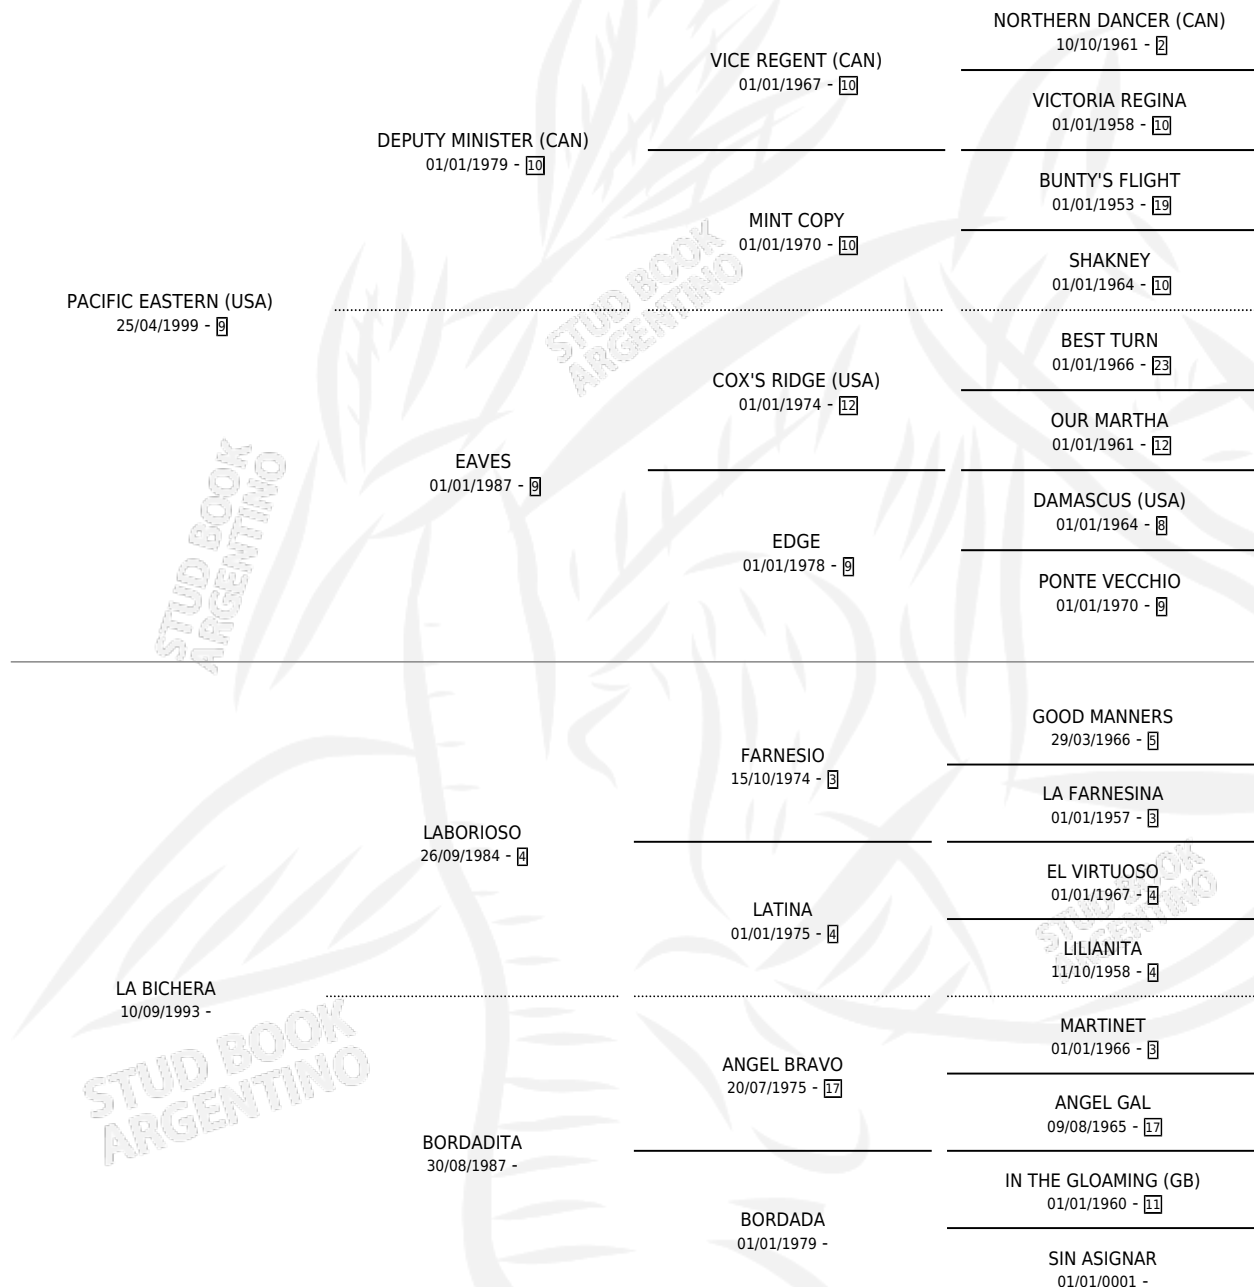 NORTHERN DANCER (CAN)
10/10/1961 - 2
VICE REGENT (CAN)
01/01/1967 - 10
VICTORIA REGINA
01/01/1958 - 10
DEPUTY MINISTER (CAN)
01/01/1979 - 10
BUNTY'S FLIGHT
01/01/1953 - 19
MINT COPY
01/01/1970 - 10
SHAKNEY
01/01/1964 - 10
PACIFIC EASTERN (USA)
25/04/1999 - 9
BEST TURN
01/01/1966 - 23
COX'S RIDGE (USA)
01/01/1974 - 12
OUR MARTHA
01/01/1961 - 12
EAVES
01/01/1987 - 9
DAMASCUS (USA)
01/01/1964 - 8
EDGE
01/01/1978 - 9
PONTE VECCHIO
01/01/1970 - 9
GOOD MANNERS
29/03/1966 - 5
FARNESIO
15/10/1974 - 3
LA FARNESINA
01/01/1957 - 3
LABORIOSO
26/09/1984 - 4
EL VIRTUOSO
01/01/1967 - 4
LATINA
01/01/1975 - 4
LILIANITA
11/10/1958 - 4
LA BICHERA
10/09/1993 -
MARTINET
01/01/1966 - 3
ANGEL BRAVO
20/07/1975 - 17
ANGEL GAL
09/08/1965 - 17
BORDADITA
30/08/1987 -
IN THE GLOAMING (GB)
01/01/1960 - 11
BORDADA
01/01/1979 -
SIN ASIGNAR
01/01/0001 -
STUD BOOK
ARGENTINO
STUD BOOK
ARGENTINO
STUD BOOK
ARGENTINO
STUD BOOK
ARGENTINO